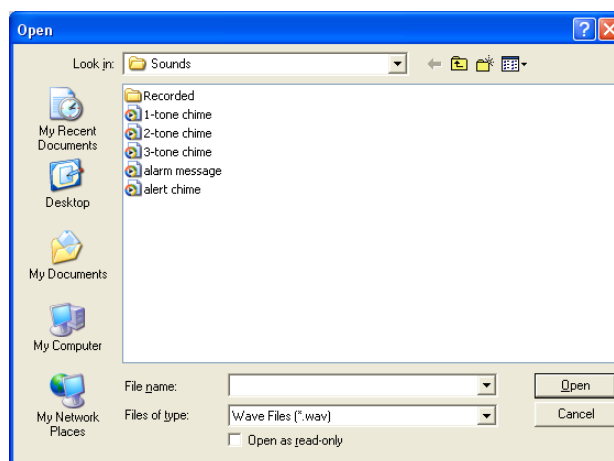 Open
Look in: Sounds
My Recent
Documents
Desktop
My Documents
My Computer
My Network
Places
Recorded
1-tone chime
2-tone chime
3-tone chime
alarm message
alert chime
File name:
Open
Files of type: Wave Files (*.wav)
Cancel
Open as read-only